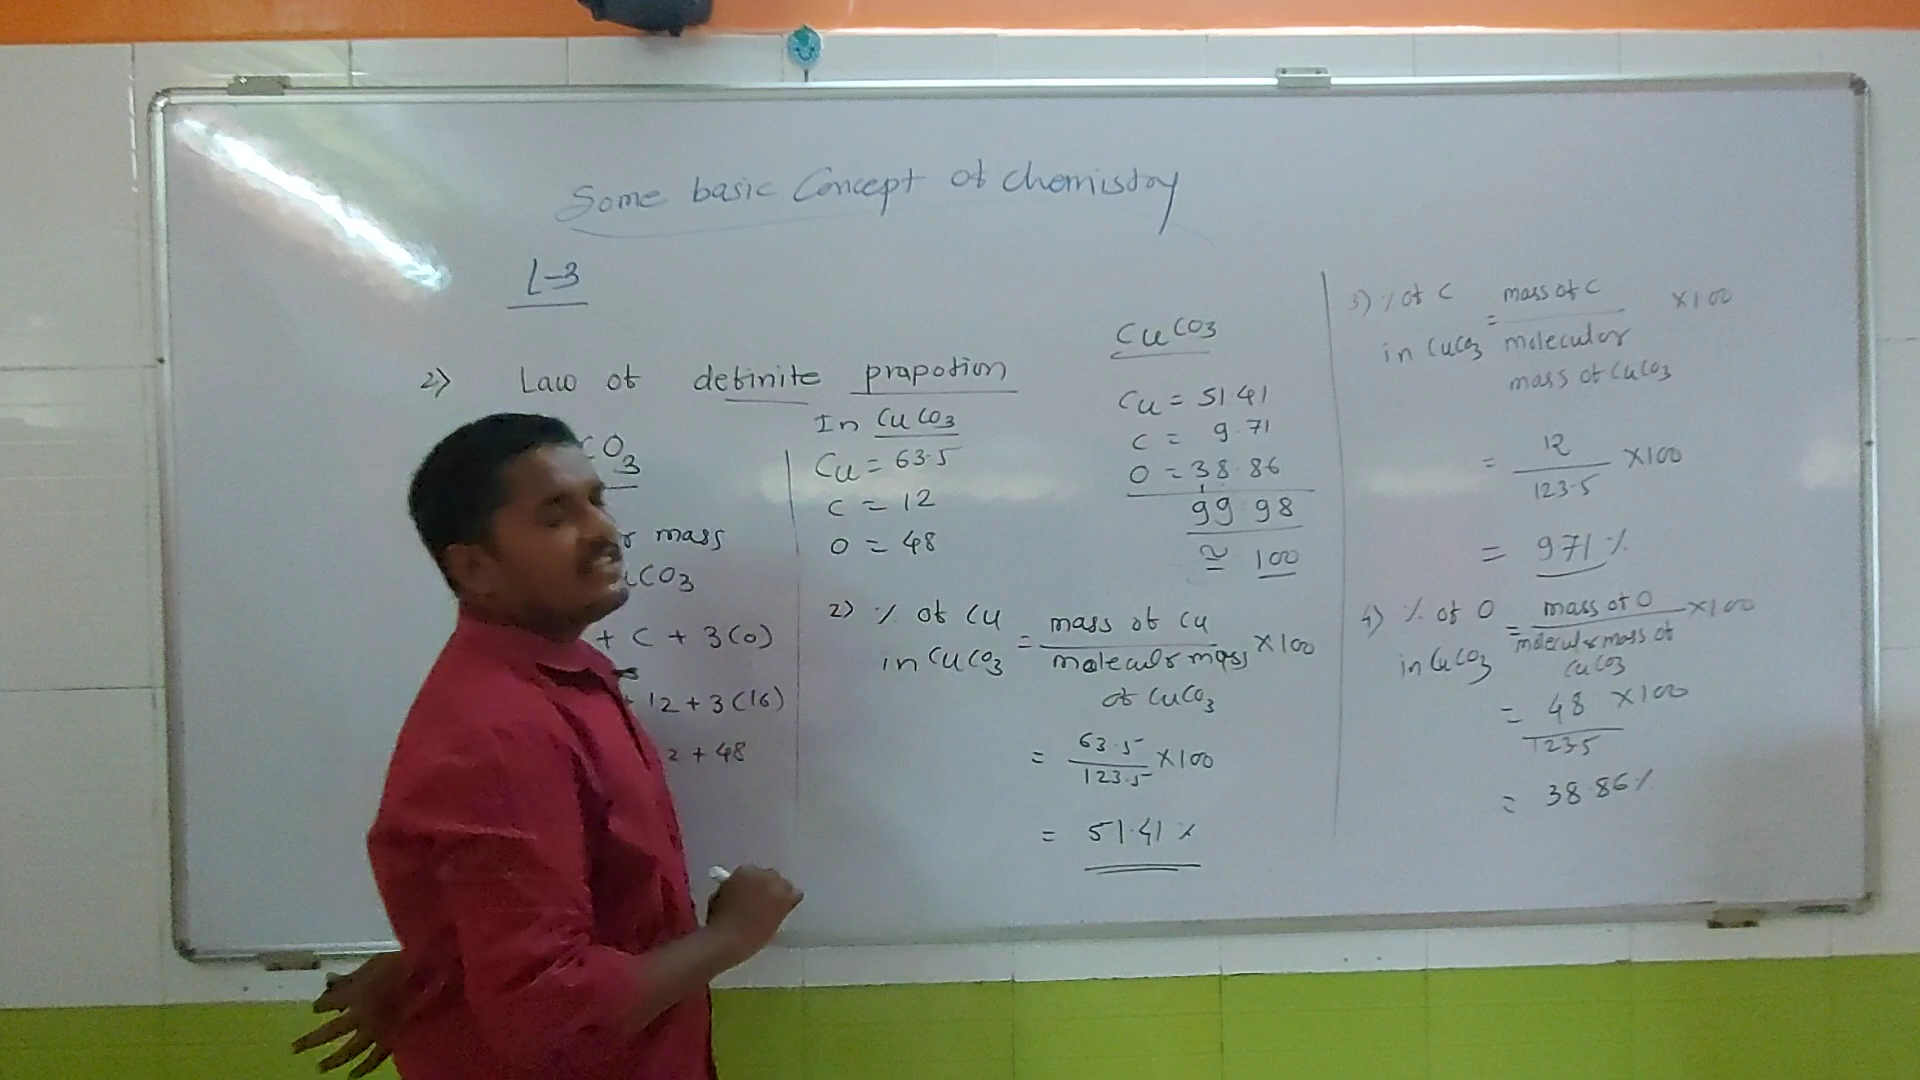 Some basic Concept of chemistry
L-3
2) Law of definite propotion
CO3
mass
CO3
+ C + 3(O)
12 + 3(16)
2 + 48
In CuCO3
Cu = 63.5
C = 12
O = 48
CuCO3
Cu = 51.41
C = 9.71
O = 38.86
99.98
≅ 100
2) % of Cu in CuCO3 = mass of Cu / molecular mass of CuCO3 ×100
= 63.5 / 123.5 ×100
= 51.41 %
3) % of C in CuCO3 = mass of C / molecular mass of CuCO3 ×100
= 12 / 123.5 ×100
= 9.71 %
4) % of O in CuCO3 = mass of O / molecular mass of CuCO3 ×100
= 48 / 123.5 ×100
= 38.86 %